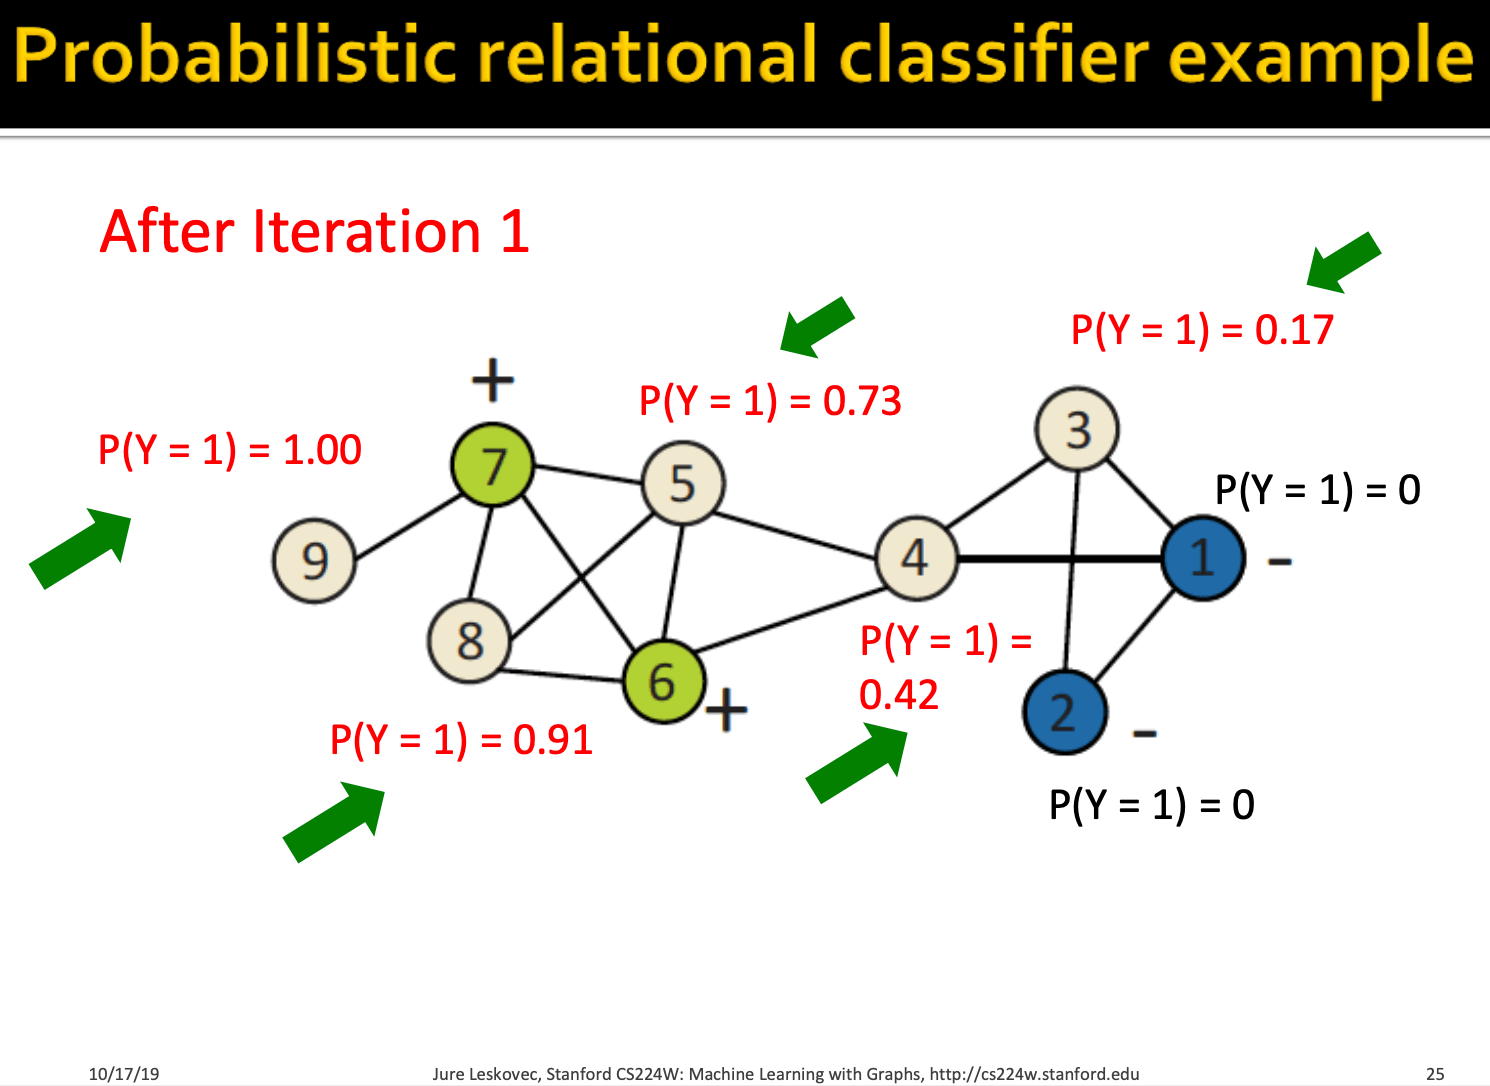 Probabilistic relational classifier example
After Iteration 1
P(Y = 1) = 0.17
+
P(Y = 1) = 0.73
P(Y = 1) = 1.00
3
7
5
P(Y = 1) = 0
9
4
1
-
8
P(Y = 1) =
0.42
6
+
2
-
P(Y = 1) = 0.91
P(Y = 1) = 0
10/17/19
Jure Leskovec, Stanford CS224W: Machine Learning with Graphs, http://cs224w.stanford.edu
25